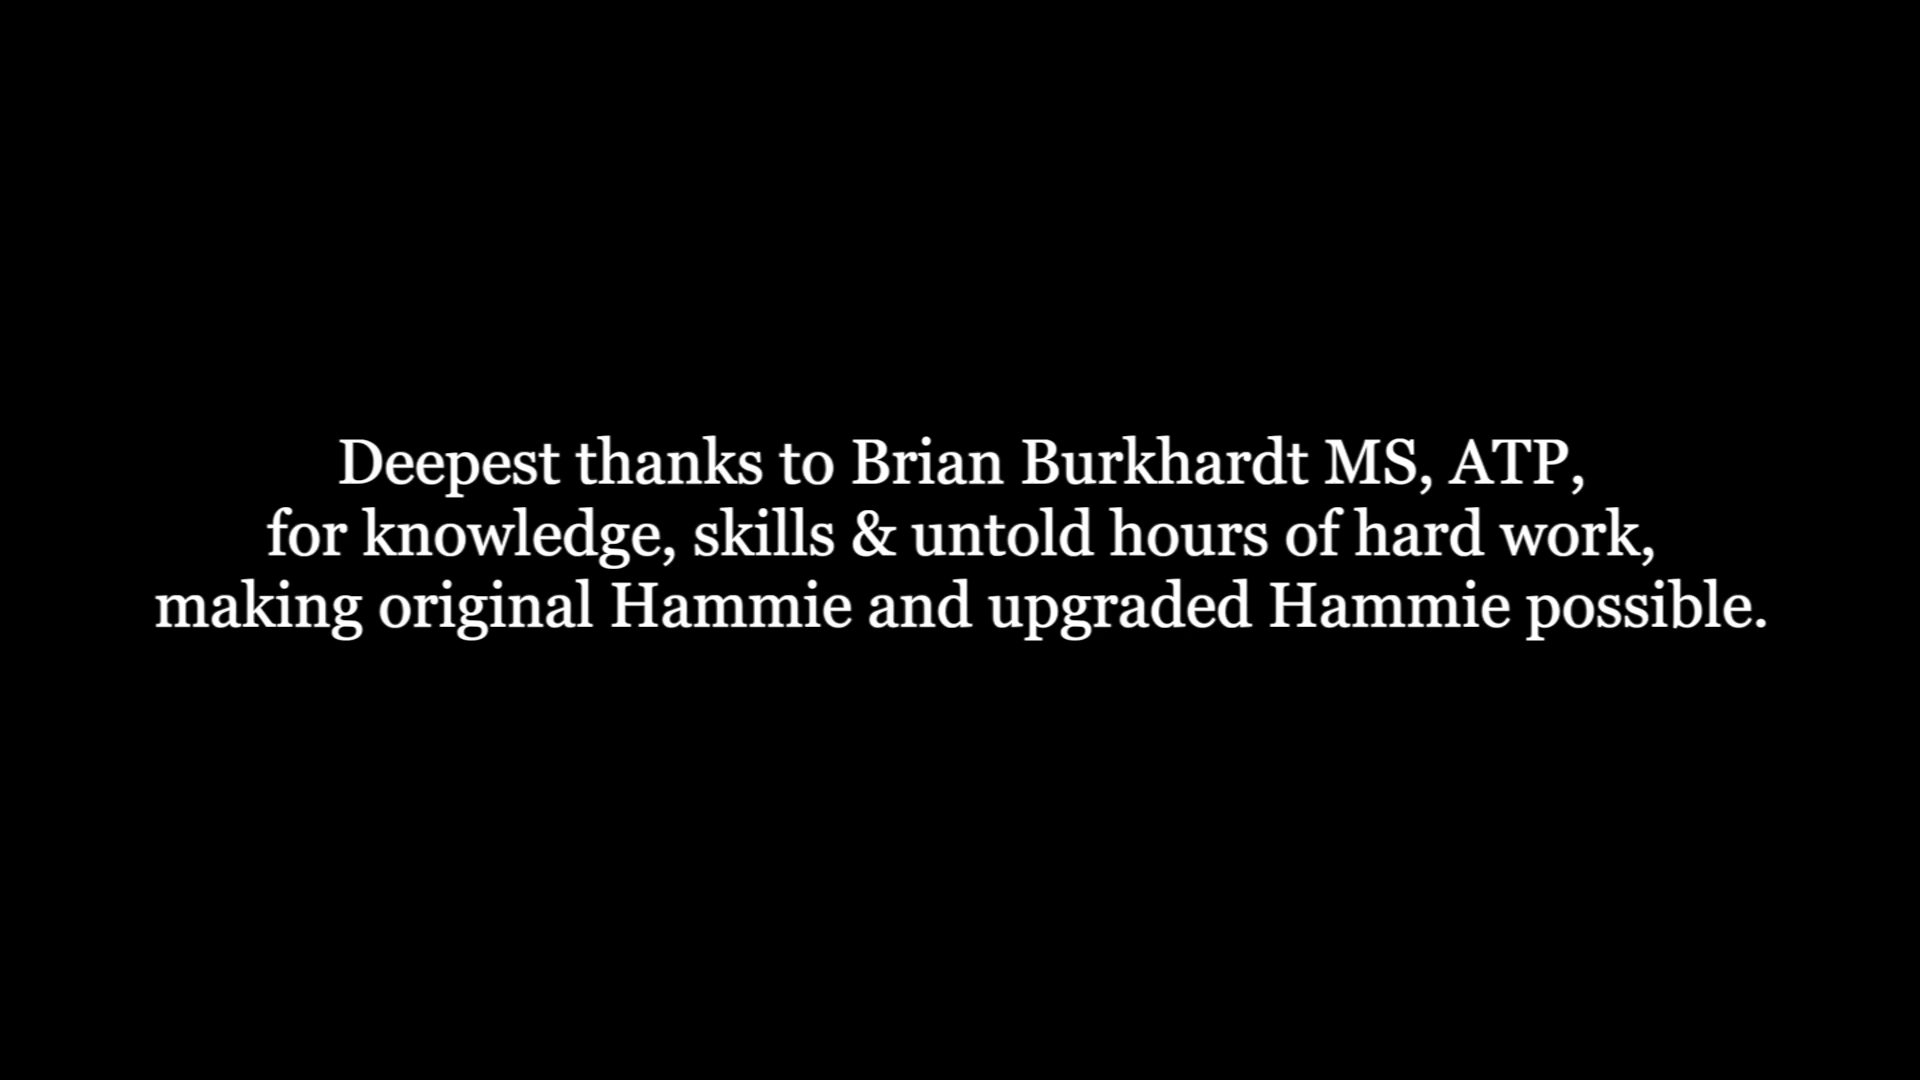 Deepest thanks to Brian Burkhardt MS, ATP,
for knowledge, skills & untold hours of hard work,
making original Hammie and upgraded Hammie possible.